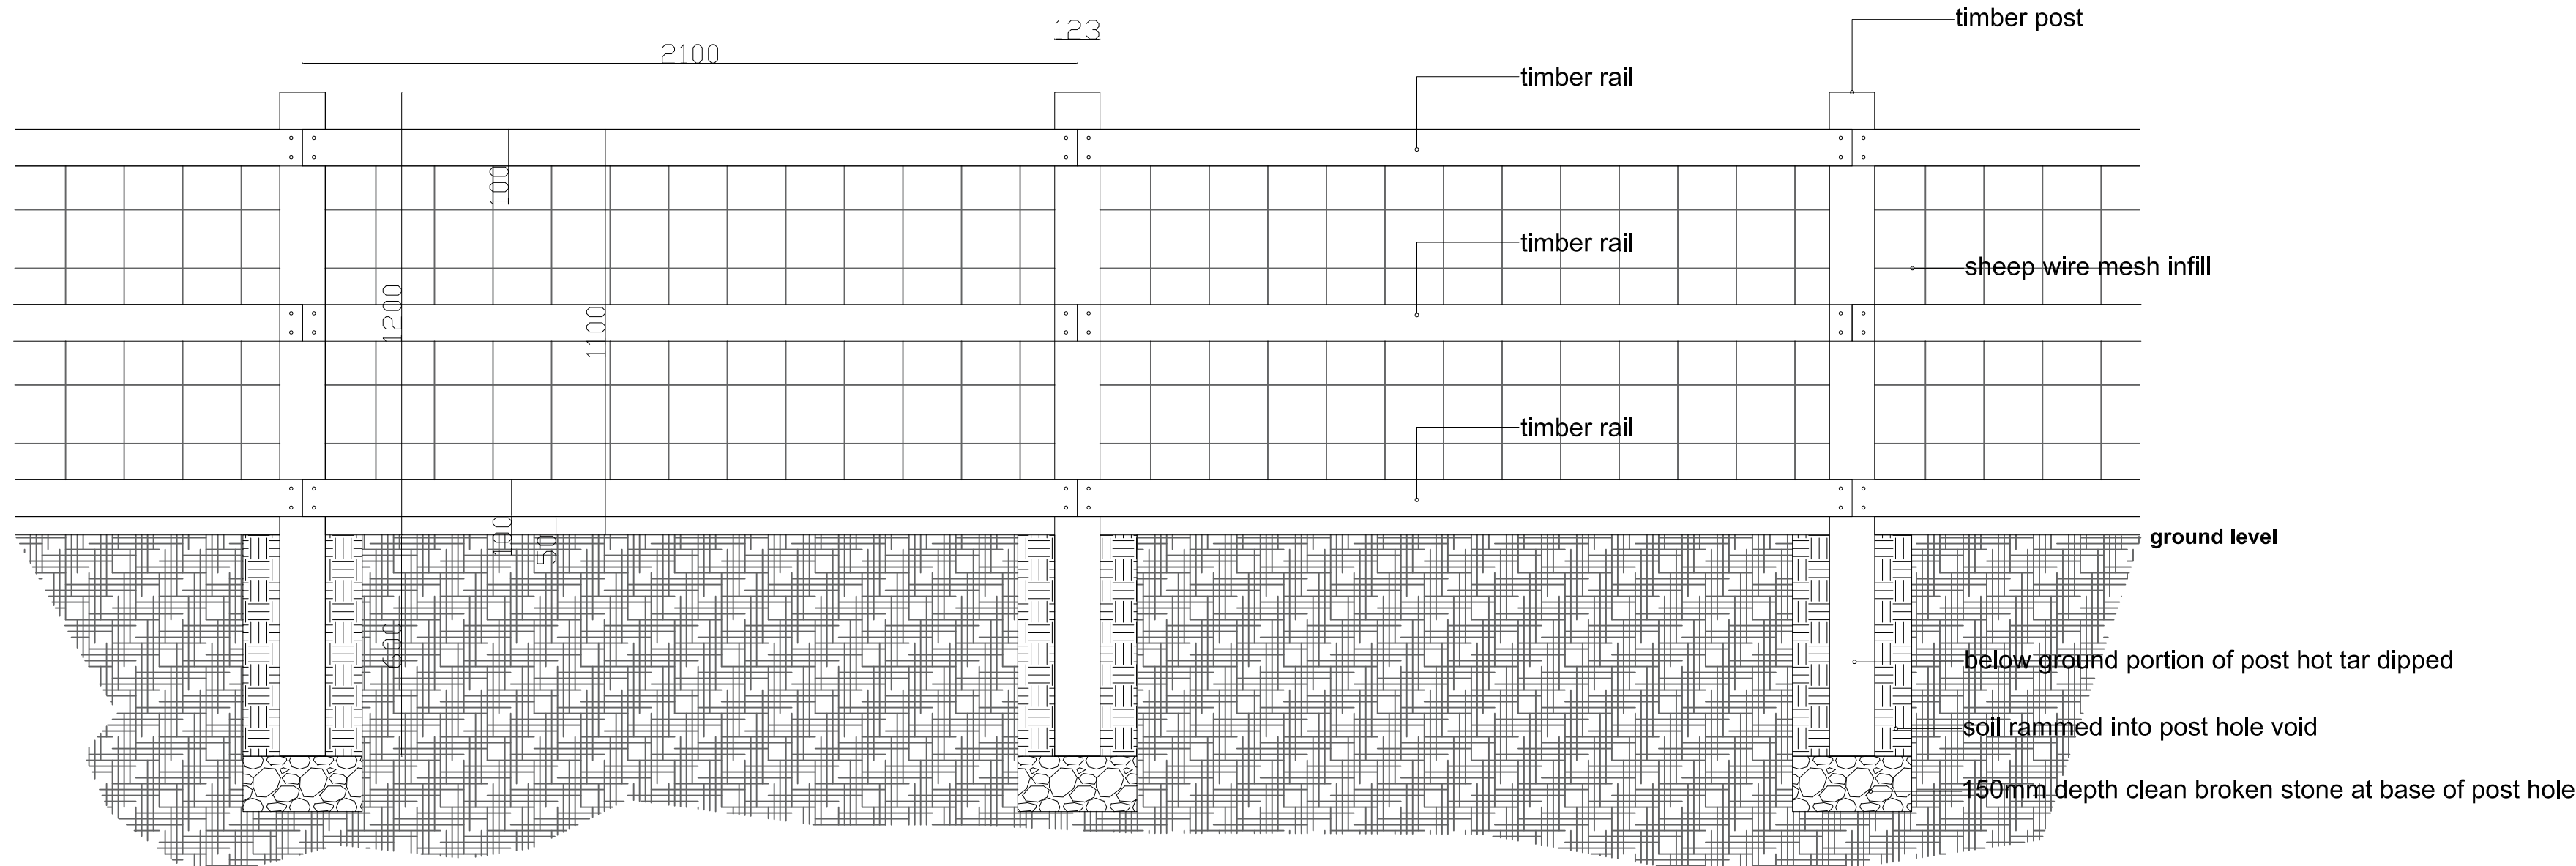 timber post
123
2100
timber rail
100
timber rail
sheep wire mesh infill
1200
1100
timber rail
100
50
ground level
600
below ground portion of post hot tar dipped
soil rammed into post hole void
150mm depth clean broken stone at base of post hole